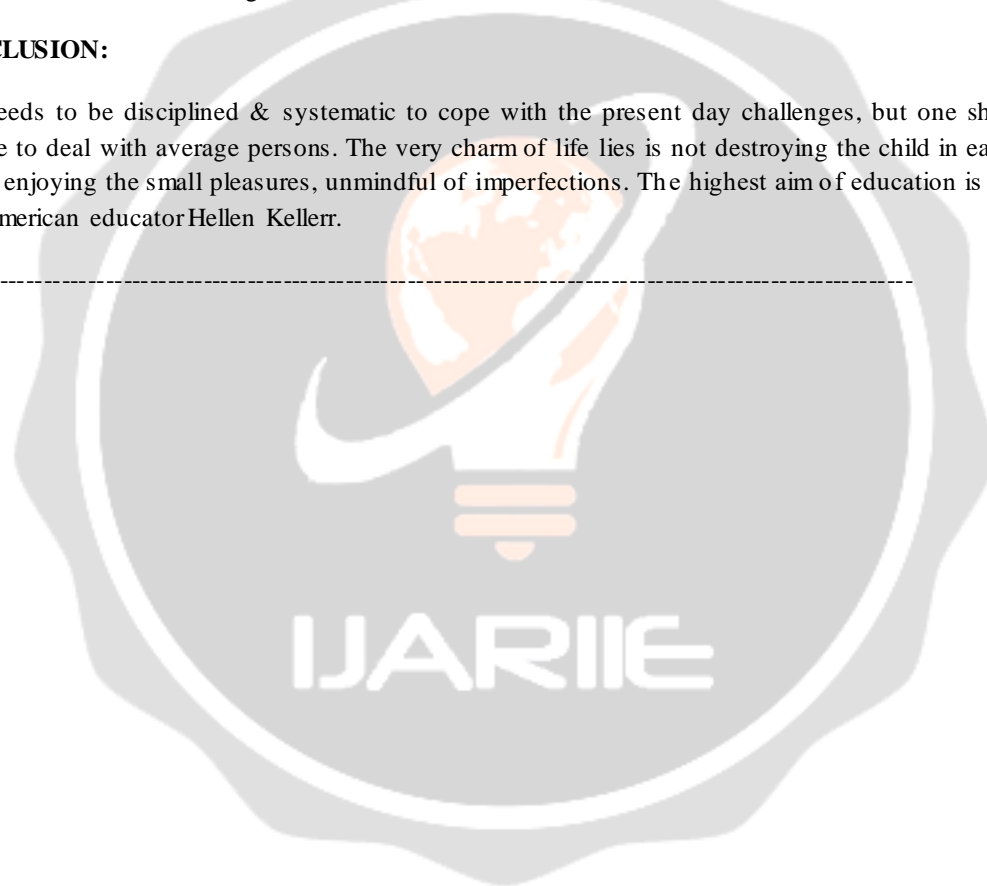 CLUSION:
eeds to be disciplined & systematic to cope with the present day challenges, but one sh
e to deal with average persons. The very charm of life lies is not destroying the child in ea
enjoying the small pleasures, unmindful of imperfections. The highest aim of education is
merican educator Hellen Kellerr.
--------------------------------------------------------------------------------------------------------------
IJARIIE